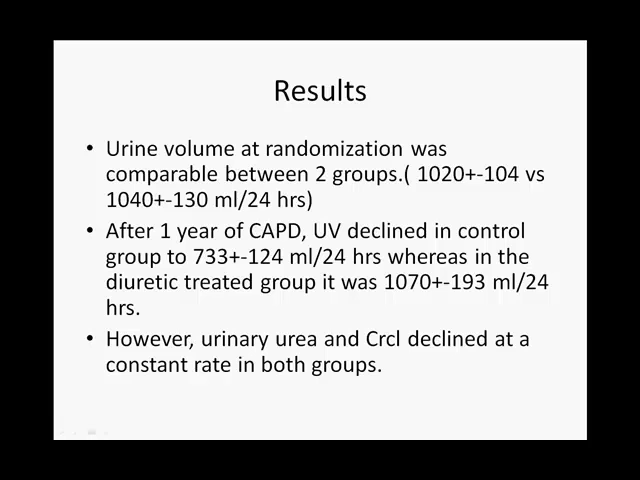 Results
• Urine volume at randomization was
comparable between 2 groups.( 1020+-104 vs
1040+-130 ml/24 hrs)
• After 1 year of CAPD, UV declined in control
group to 733+-124 ml/24 hrs whereas in the
diuretic treated group it was 1070+-193 ml/24
hrs.
• However, urinary urea and Crcl declined at a
constant rate in both groups.